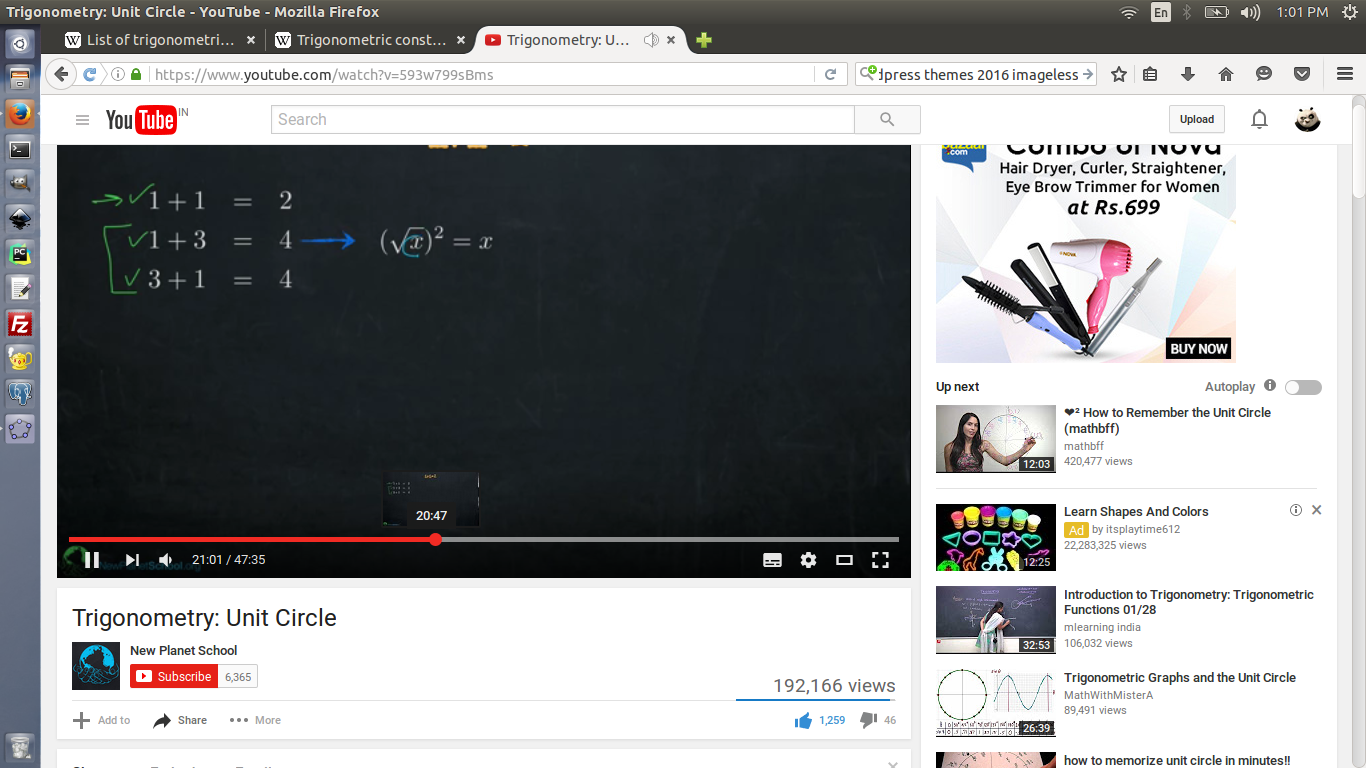 Trigonometry: Unit Circle - YouTube - Mozilla Firefox
En
1:01 PM
List of trigonometri... ×
Trigonometric const... ×
Trigonometry: U... ×
https://www.youtube.com/watch?v=593w799sBms
dpress themes 2016 imageless
YouTube IN
Search
Upload
→ ✓ 1 + 1 = 2
✓ 1 + 3 = 4 → (√x)² = x
✓ 3 + 1 = 4
20:47
21:01 / 47:35
Trigonometry: Unit Circle
New Planet School
Subscribe 6,365
192,166 views
Add to Share More 1,259 46
.com
Combo of Nova
Hair Dryer, Curler, Straightener,
Eye Brow Trimmer for Women
at Rs.699
NOVA
BUY NOW
Up next
Autoplay
❤² How to Remember the Unit Circle
(mathbff)
mathbff
420,477 views
12:03
Learn Shapes And Colors
Ad by itsplaytime612
22,283,325 views
12:25
Introduction to Trigonometry: Trigonometric
Functions 01/28
mlearning india
106,032 views
32:53
Trigonometric Graphs and the Unit Circle
MathWithMisterA
89,491 views
26:39
how to memorize unit circle in minutes!!
PC
Fz